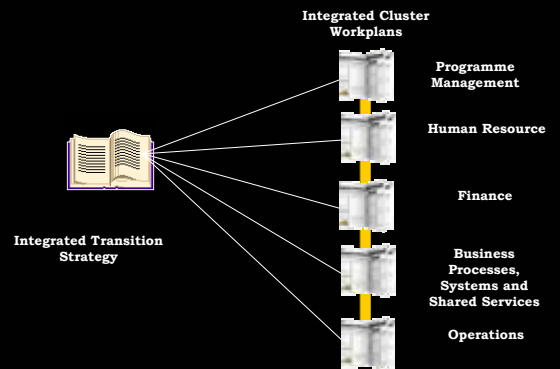 Integrated Cluster
Workplans
Programme
Management
Human Resource
Finance
Integrated Transition
Strategy
Business
Processes,
Systems and
Shared Services
Operations